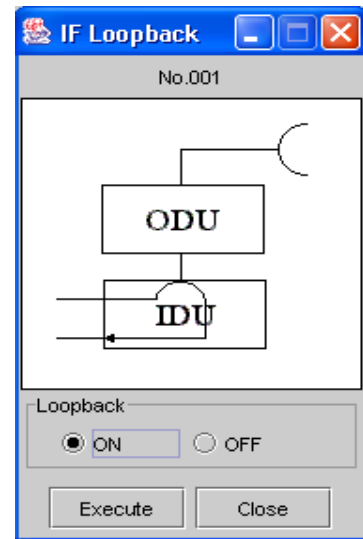 IF Loopback
No.001
ODU
IDU
Loopback
ON OFF
Execute Close